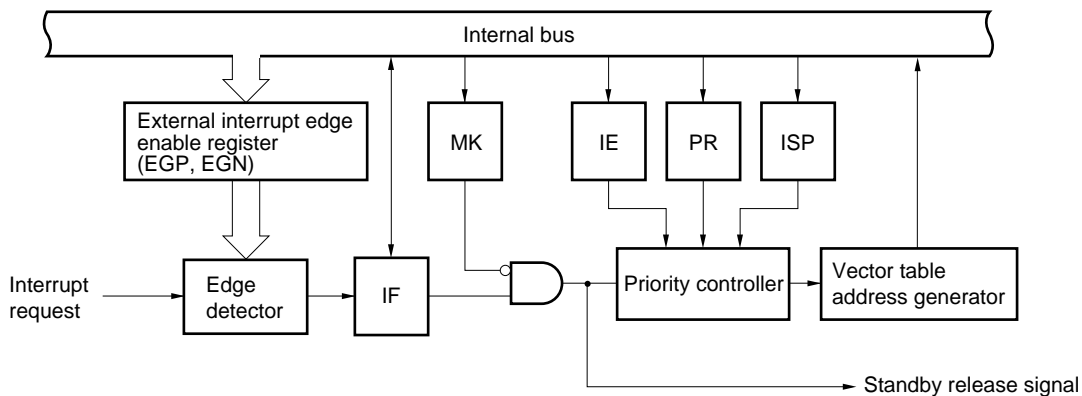 Internal bus
External interrupt edge
enable register
(EGP, EGN)
MK
IE
PR
ISP
Interrupt
request
Edge
detector
IF
Priority controller
Vector table
address generator
Standby release signal